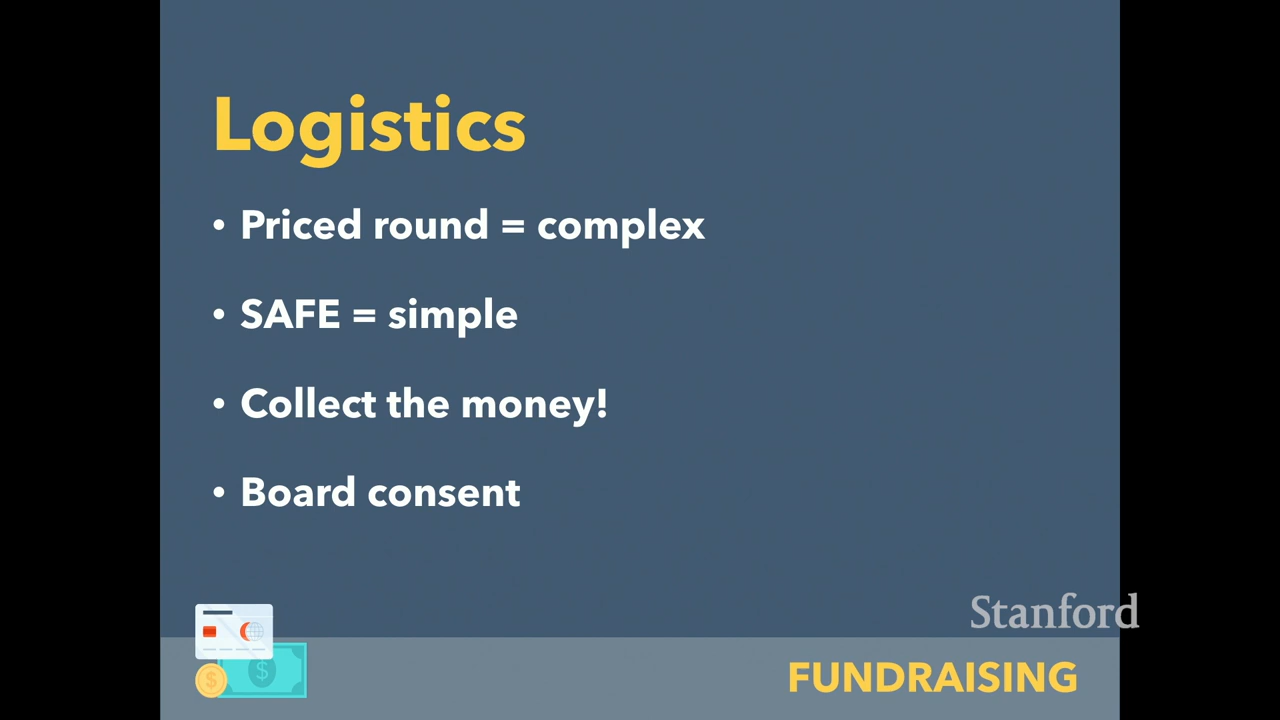 Logistics
• Priced round = complex
• SAFE = simple
• Collect the money!
• Board consent
Stanford
$
$
FUNDRAISING